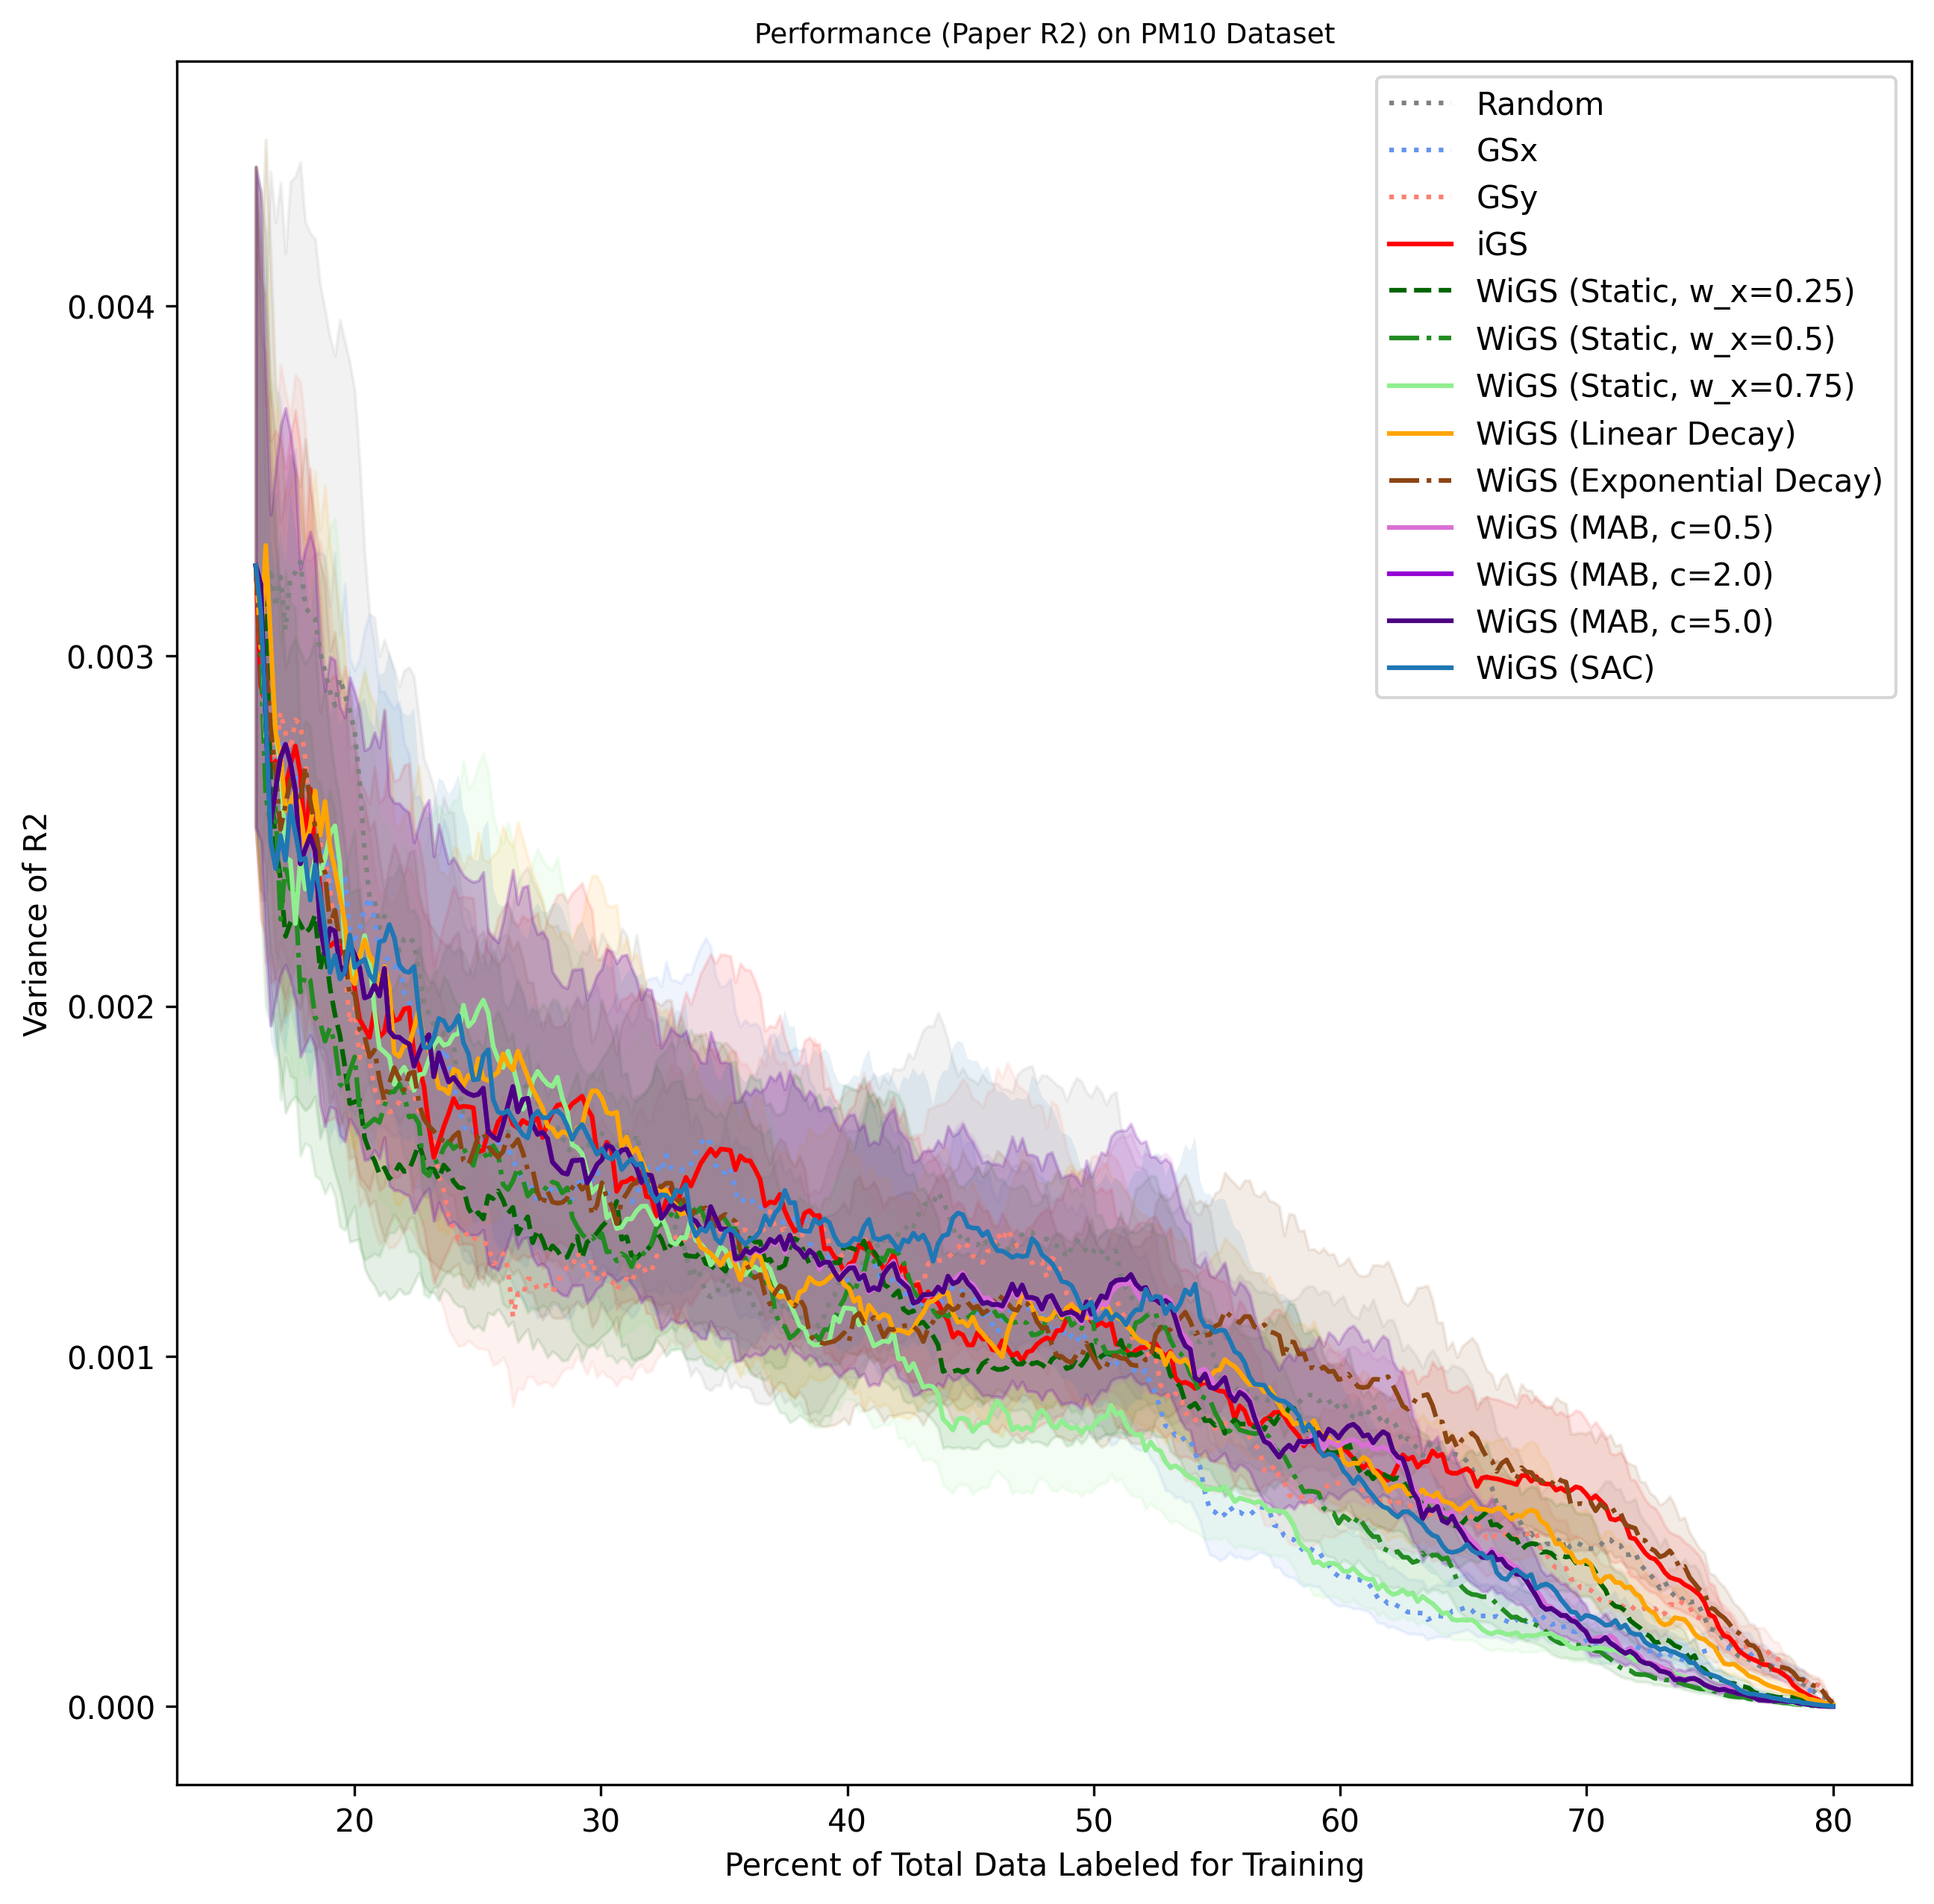 Performance (Paper R2) on PM10 Dataset
Random
GSx
GSy
iGS
WiGS (Static, w_x=0.25)
WiGS (Static, w_x=0.5)
WiGS (Static, w_x=0.75)
WiGS (Linear Decay)
WiGS (Exponential Decay)
WiGS (MAB, c=0.5)
WiGS (MAB, c=2.0)
WiGS (MAB, c=5.0)
WiGS (SAC)
Variance of R2
0.004
0.003
0.002
0.001
0.000
20 30 40 50 60 70 80
Percent of Total Data Labeled for Training